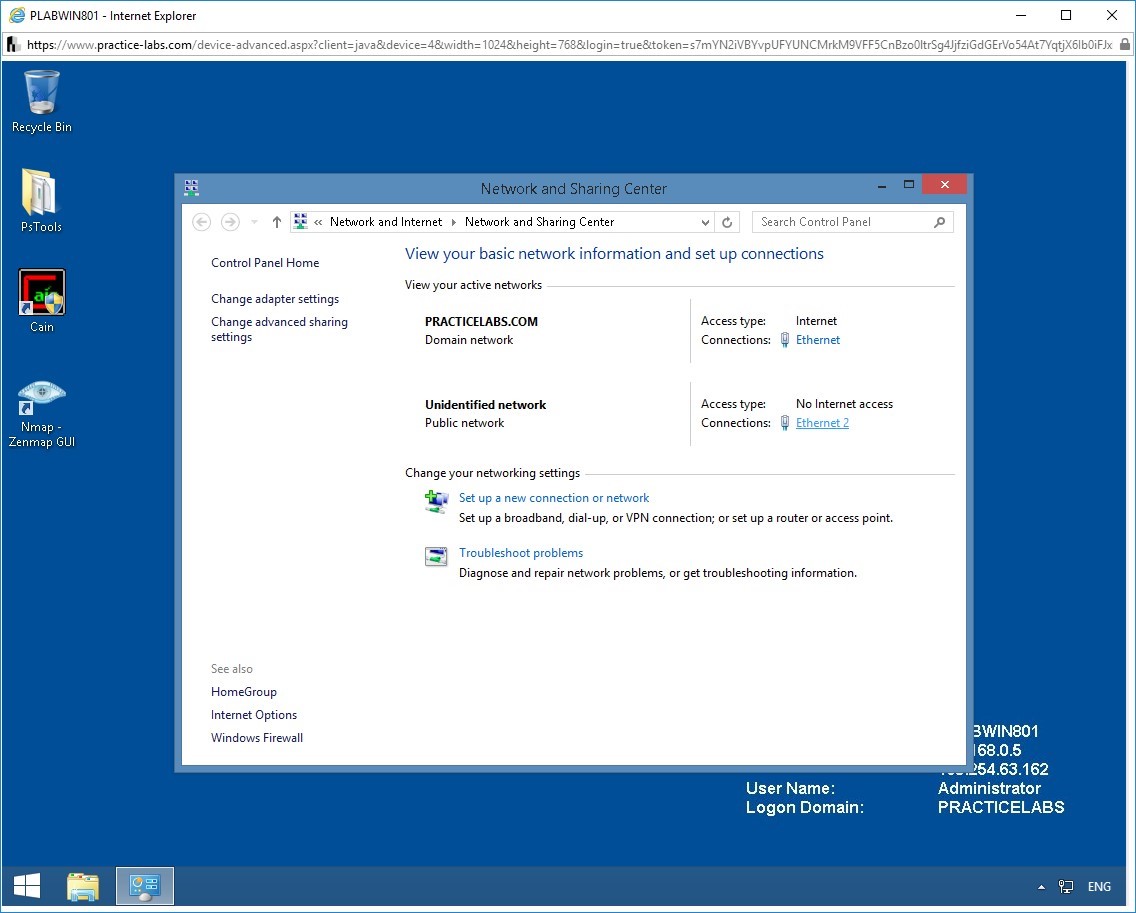 PLABWIN801 - Internet Explorer
https://www.practice-labs.com/device-advanced.aspx?client=java&device=4&width=1024&height=768&login=true&token=
Recycle Bin
PsTools
Cain
Nmap -
Zenmap GUI
Network and Sharing Center
« Network and Internet ▸ Network and Sharing Center
Search Control Panel
Control Panel Home
Change adapter settings
Change advanced sharing
settings
See also
HomeGroup
Internet Options
Windows Firewall
View your basic network information and set up connections
View your active networks
PRACTICELABS.COM
Domain network
Access type: Internet
Connections: Ethernet
Unidentified network
Public network
Access type: No Internet access
Connections: Ethernet 2
Change your networking settings
Set up a new connection or network
Set up a broadband, dial-up, or VPN connection; or set up a router or access point.
Troubleshoot problems
Diagnose and repair network problems, or get troubleshooting information.
BWIN801
168.0.5
.254.63.162
User Name: Administrator
Logon Domain: PRACTICELABS
ENG